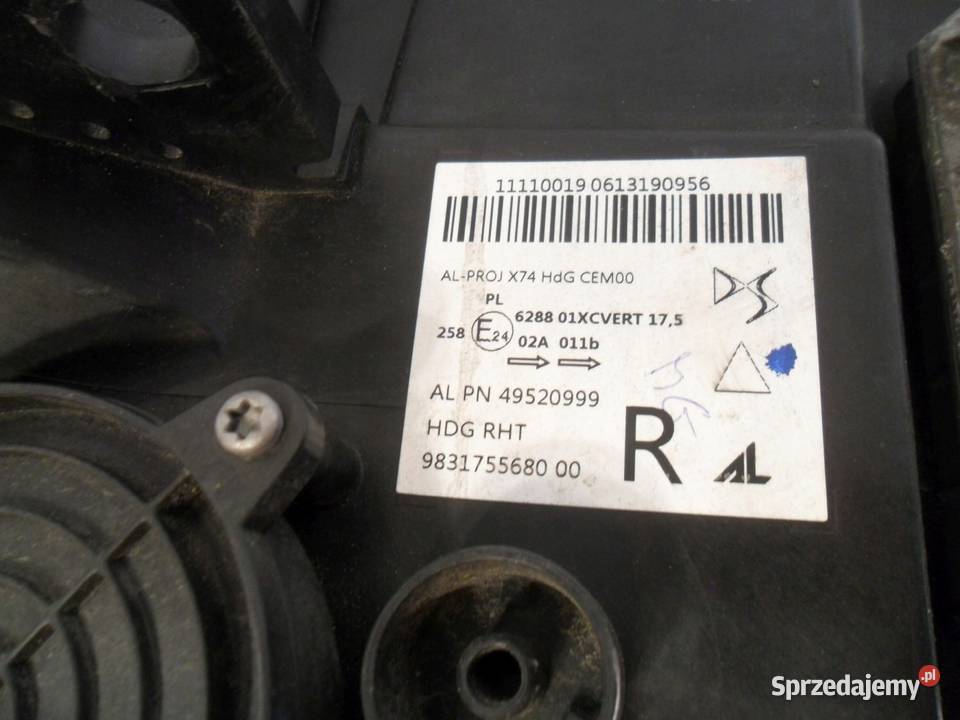 11110019 0613190956
AL-PROJ X74 HdG CEM00
DS
PL
258 E24 6288 01XCVERT 17,5
02A 011b
AL PN 49520999
HDG RHT
9831755680 00
R
AL
Sprzedajemy.pl